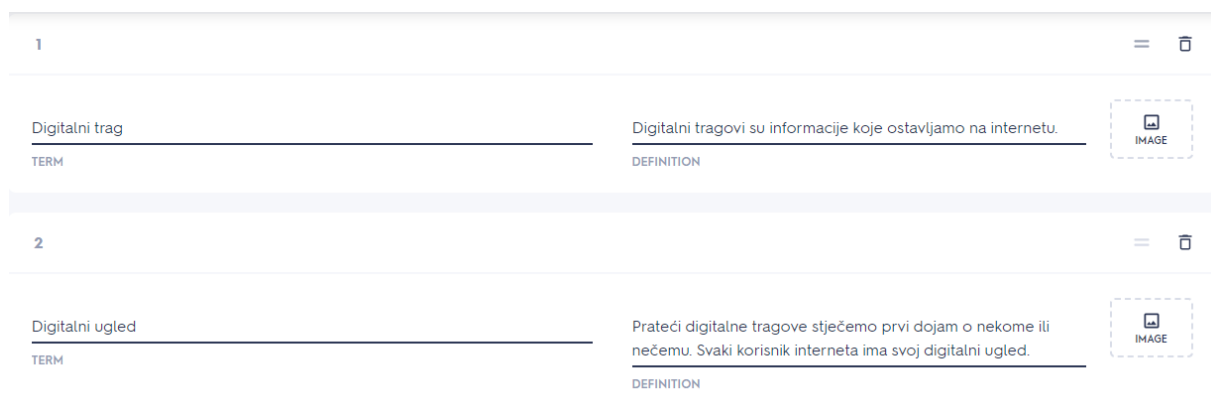 1
Digitalni trag
Digitalni tragovi su informacije koje ostavljamo na internetu.
IMAGE
TERM
DEFINITION
2
Digitalni ugled
Prateći digitalne tragove stječemo prvi dojam o nekome ili
nečemu. Svaki korisnik interneta ima svoj digitalni ugled.
IMAGE
TERM
DEFINITION